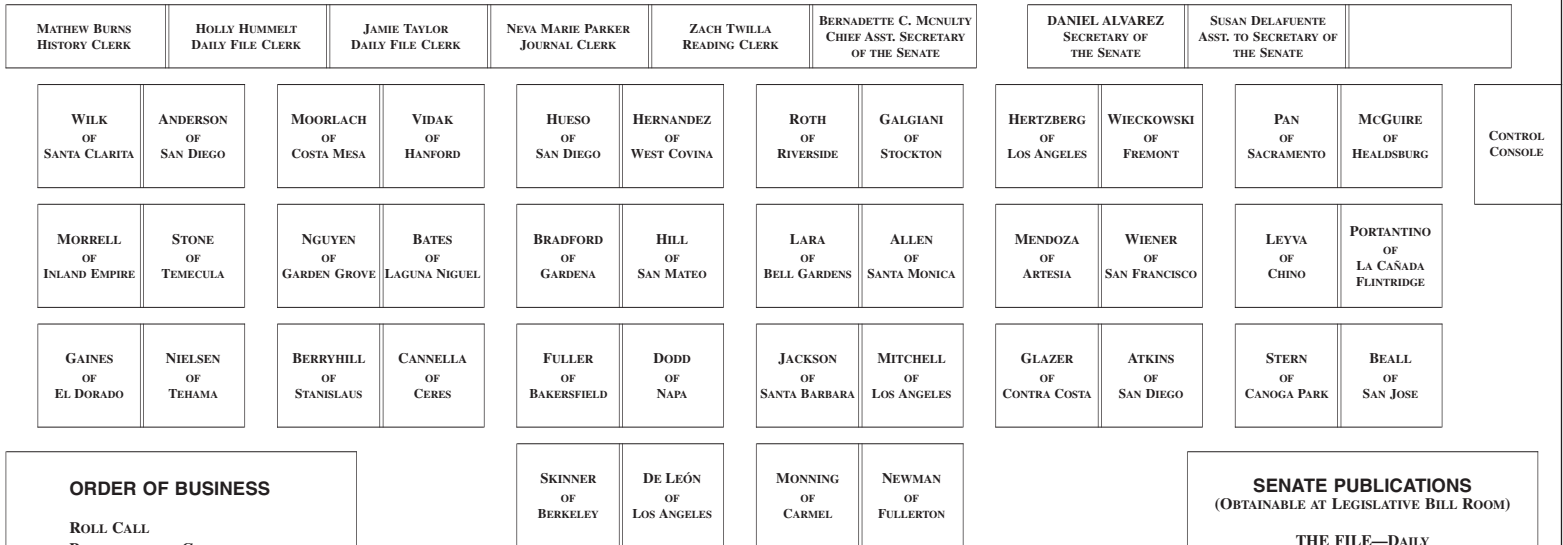 MATHEW BURNS
HISTORY CLERK
HOLLY HUMMELT
DAILY FILE CLERK
JAMIE TAYLOR
DAILY FILE CLERK
NEVA MARIE PARKER
JOURNAL CLERK
ZACH TWILLA
READING CLERK
BERNADETTE C. MCNULTY
CHIEF ASST. SECRETARY
OF THE SENATE
DANIEL ALVAREZ
SECRETARY OF
THE SENATE
SUSAN DELAFUENTE
ASST. TO SECRETARY OF
THE SENATE
WILK
OF
SANTA CLARITA
ANDERSON
OF
SAN DIEGO
MOORLACH
OF
COSTA MESA
VIDAK
OF
HANFORD
HUESO
OF
SAN DIEGO
HERNANDEZ
OF
WEST COVINA
ROTH
OF
RIVERSIDE
GALGIANI
OF
STOCKTON
HERTZBERG
OF
LOS ANGELES
WIECKOWSKI
OF
FREMONT
PAN
OF
SACRAMENTO
MCGUIRE
OF
HEALDSBURG
CONTROL
CONSOLE
MORRELL
OF
INLAND EMPIRE
STONE
OF
TEMECULA
NGUYEN
OF
GARDEN GROVE
BATES
OF
LAGUNA NIGUEL
BRADFORD
OF
GARDENA
HILL
OF
SAN MATEO
LARA
OF
BELL GARDENS
ALLEN
OF
SANTA MONICA
MENDOZA
OF
ARTESIA
WIENER
OF
SAN FRANCISCO
LEYVA
OF
CHINO
PORTANTINO
OF
LA CAÑADA
FLINTRIDGE
GAINES
OF
EL DORADO
NIELSEN
OF
TEHAMA
BERRYHILL
OF
STANISLAUS
CANNELLA
OF
CERES
FULLER
OF
BAKERSFIELD
DODD
OF
NAPA
JACKSON
OF
SANTA BARBARA
MITCHELL
OF
LOS ANGELES
GLAZER
OF
CONTRA COSTA
ATKINS
OF
SAN DIEGO
STERN
OF
CANOGA PARK
BEALL
OF
SAN JOSE
SKINNER
OF
BERKELEY
DE LEÓN
OF
LOS ANGELES
MONNING
OF
CARMEL
NEWMAN
OF
FULLERTON
ORDER OF BUSINESS
ROLL CALL
SENATE PUBLICATIONS
(OBTAINABLE AT LEGISLATIVE BILL ROOM)
THE FILE—DAILY